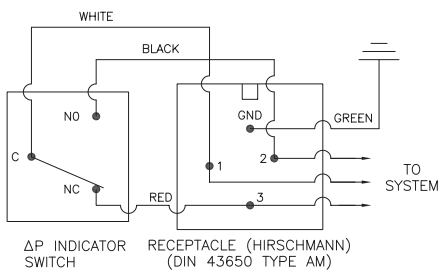 WHITE
BLACK
NO
GND
GREEN
C
1
2
TO
SYSTEM
NC
RED
3
ΔP INDICATOR
SWITCH
RECEPTACLE (HIRSCHMANN)
(DIN 43650 TYPE AM)